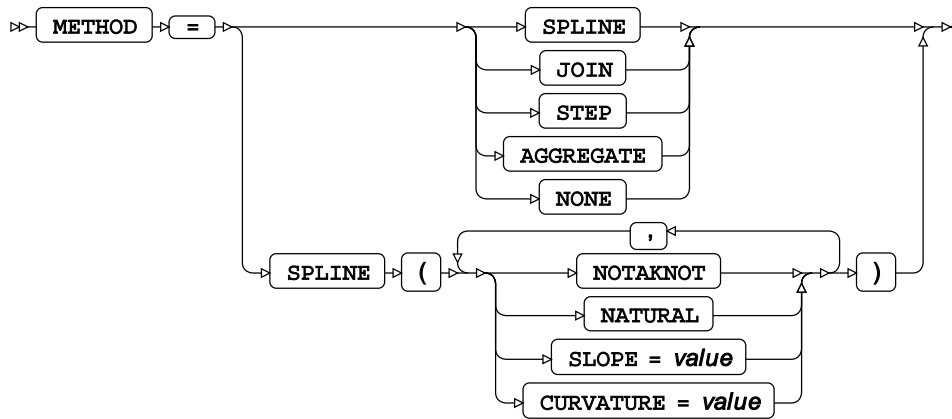 METHOD = SPLINE
JOIN
STEP
AGGREGATE
NONE
,
SPLINE ( NOTAKNOT )
NATURAL
SLOPE = value
CURVATURE = value